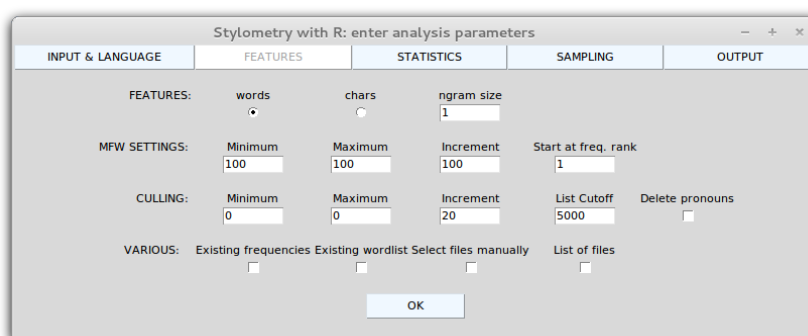 Stylometry with R: enter analysis parameters
INPUT & LANGUAGE FEATURES STATISTICS SAMPLING OUTPUT
FEATURES: words chars ngram size
1
MFW SETTINGS: Minimum Maximum Increment Start at freq. rank
100 100 100 1
CULLING: Minimum Maximum Increment List Cutoff Delete pronouns
0 0 20 5000
VARIOUS: Existing frequencies Existing wordlist Select files manually List of files
OK